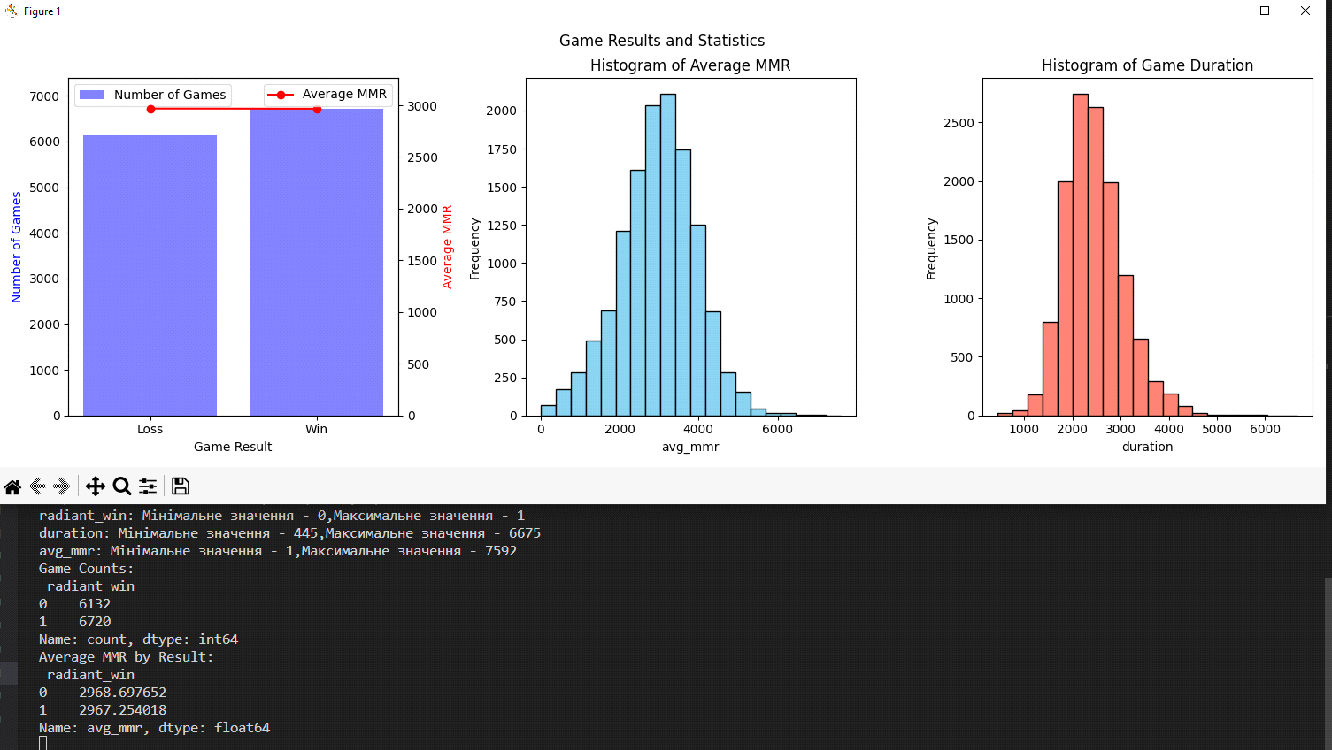 Figure 1
Game Results and Statistics
Number of Games
Average MMR
7000
6000
5000
4000
3000
2000
1000
0
Number of Games
3000
2500
2000
1500
1000
500
0
Average MMR
Loss Win
Game Result
Histogram of Average MMR
2000
1750
1500
1250
1000
750
500
250
0
Frequency
0 2000 4000 6000
avg_mmr
Histogram of Game Duration
2500
2000
1500
1000
500
0
Frequency
1000 2000 3000 4000 5000 6000
duration
radiant_win: Мінімальне значення - 0,Максимальне значення - 1
duration: Мінімальне значення - 445,Максимальне значення - 6675
avg_mmr: Мінімальне значення - 1,Максимальне значення - 7592
Game Counts:
radiant_win
0 6132
1 6720
Name: count, dtype: int64
Average MMR by Result:
radiant_win
0 2968.697652
1 2967.254018
Name: avg_mmr, dtype: float64